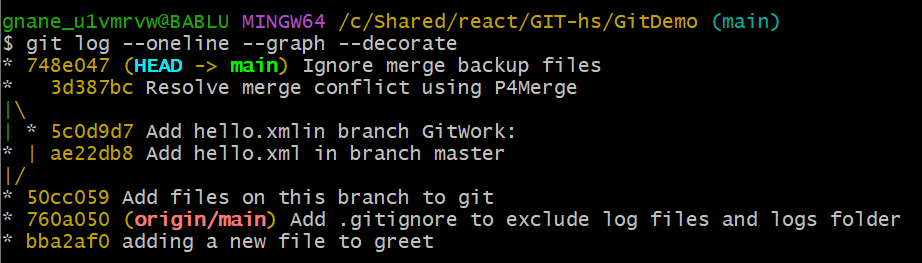 gnane_u1vmrvw@BABLU MINGW64 /c/Shared/react/GIT-hs/GitDemo (main)
$ git log --oneline --graph --decorate
* 748e047 (HEAD -> main) Ignore merge backup files
*   3d387bc Resolve merge conflict using P4Merge
|\
| * 5c0d9d7 Add hello.xmlin branch GitWork:
* | ae22db8 Add hello.xml in branch master
|/
* 50cc059 Add files on this branch to git
* 760a050 (origin/main) Add .gitignore to exclude log files and logs folder
* bba2af0 adding a new file to greet